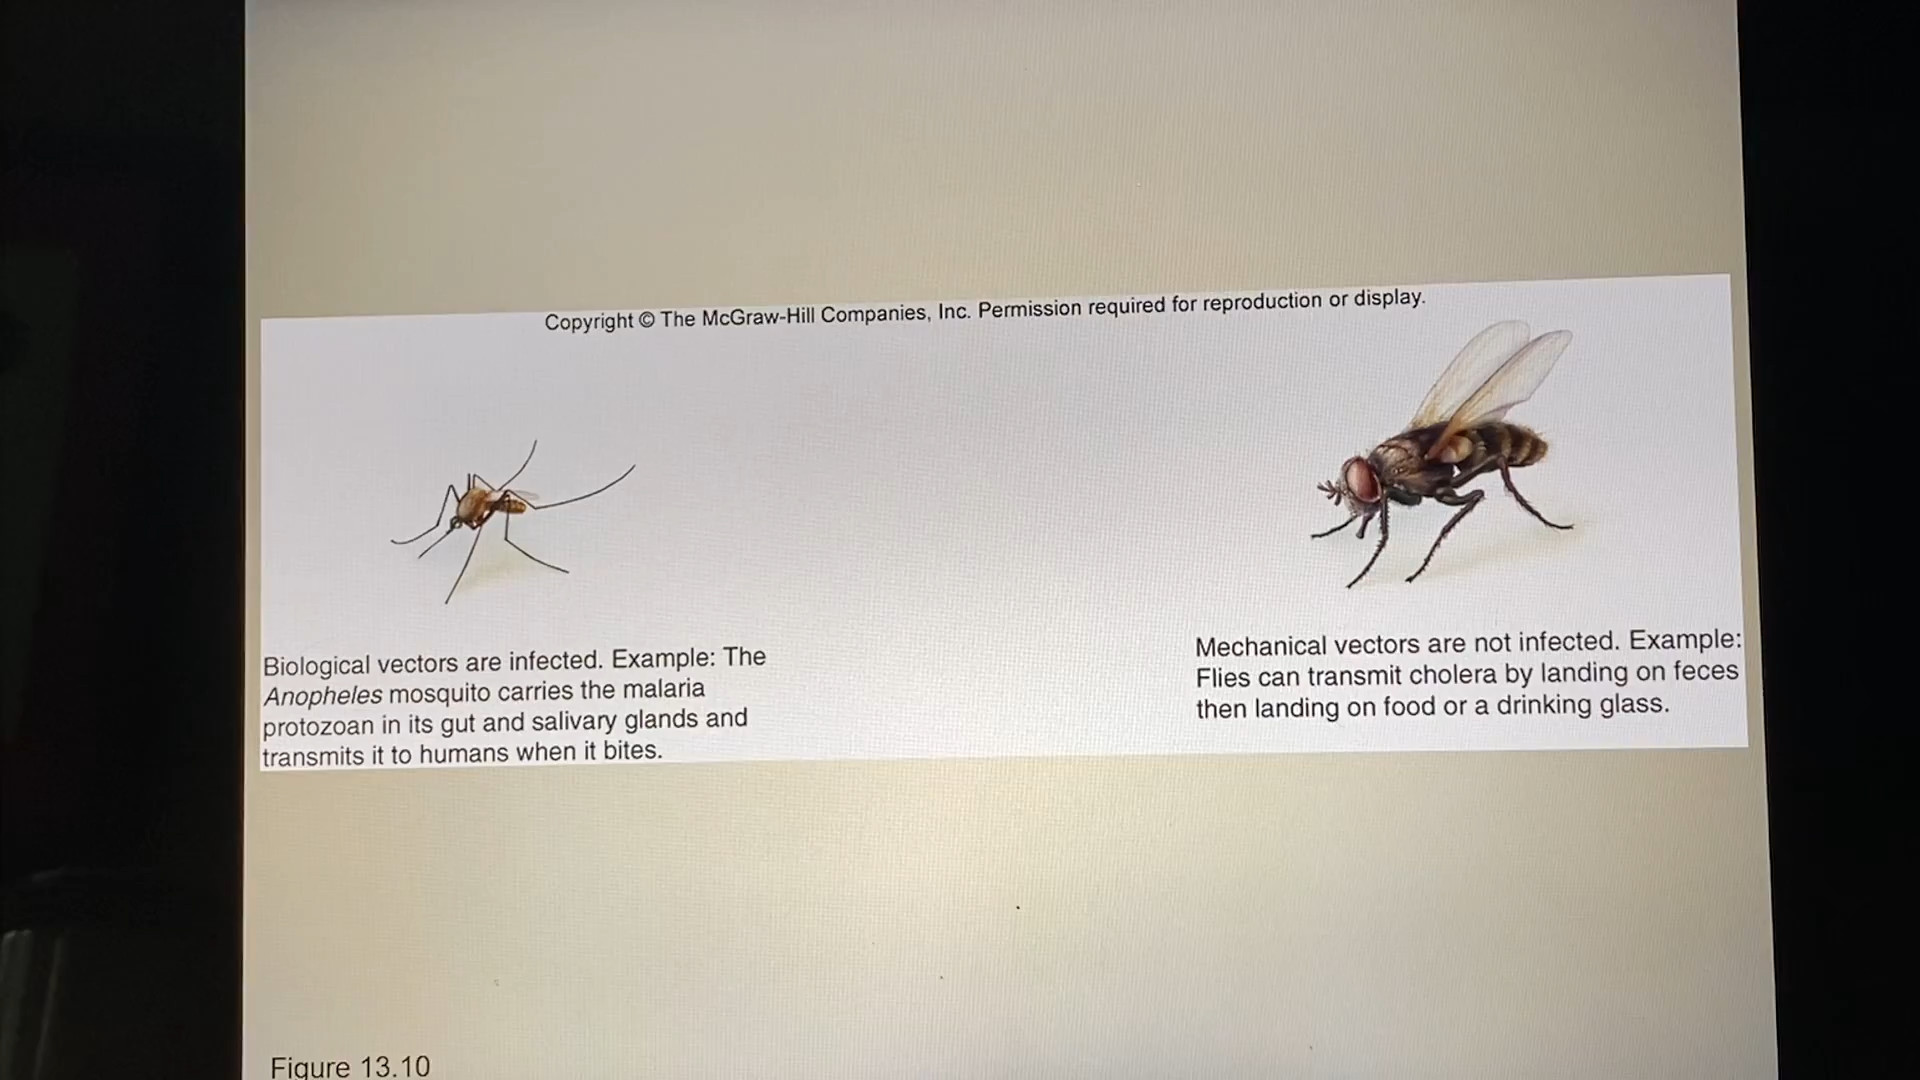 Copyright © The McGraw-Hill Companies, Inc. Permission required for reproduction or display.
Biological vectors are infected. Example: The
Anopheles mosquito carries the malaria
protozoan in its gut and salivary glands and
transmits it to humans when it bites.
Mechanical vectors are not infected. Example:
Flies can transmit cholera by landing on feces
then landing on food or a drinking glass.
Figure 13.10